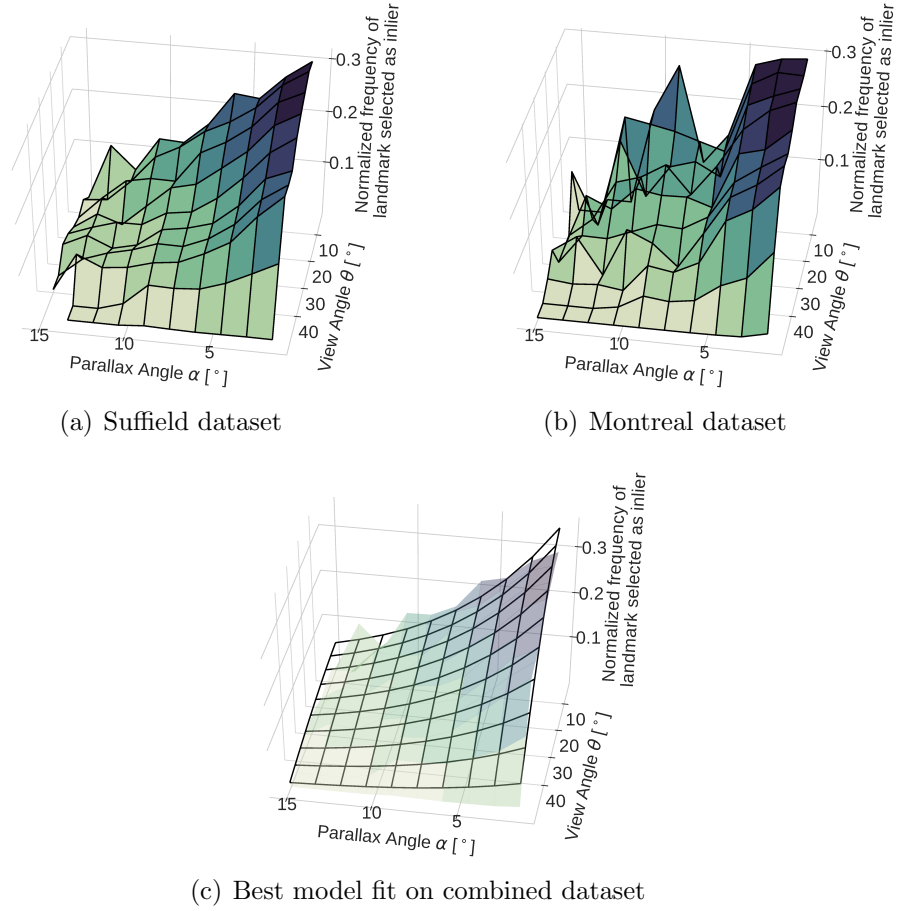 Normalized frequency of
landmark selected as inlier
0.3
0.2
0.1
10
20
30
40
View Angle θ [°]
15
10
5
Parallax Angle α [°]
(a) Suffield dataset
Normalized frequency of
landmark selected as inlier
0.3
0.2
0.1
10
20
30
40
View Angle θ [°]
15
10
5
Parallax Angle α [°]
(b) Montreal dataset
Normalized frequency of
landmark selected as inlier
0.3
0.2
0.1
10
20
30
40
View Angle θ [°]
15
10
5
Parallax Angle α [°]
(c) Best model fit on combined dataset